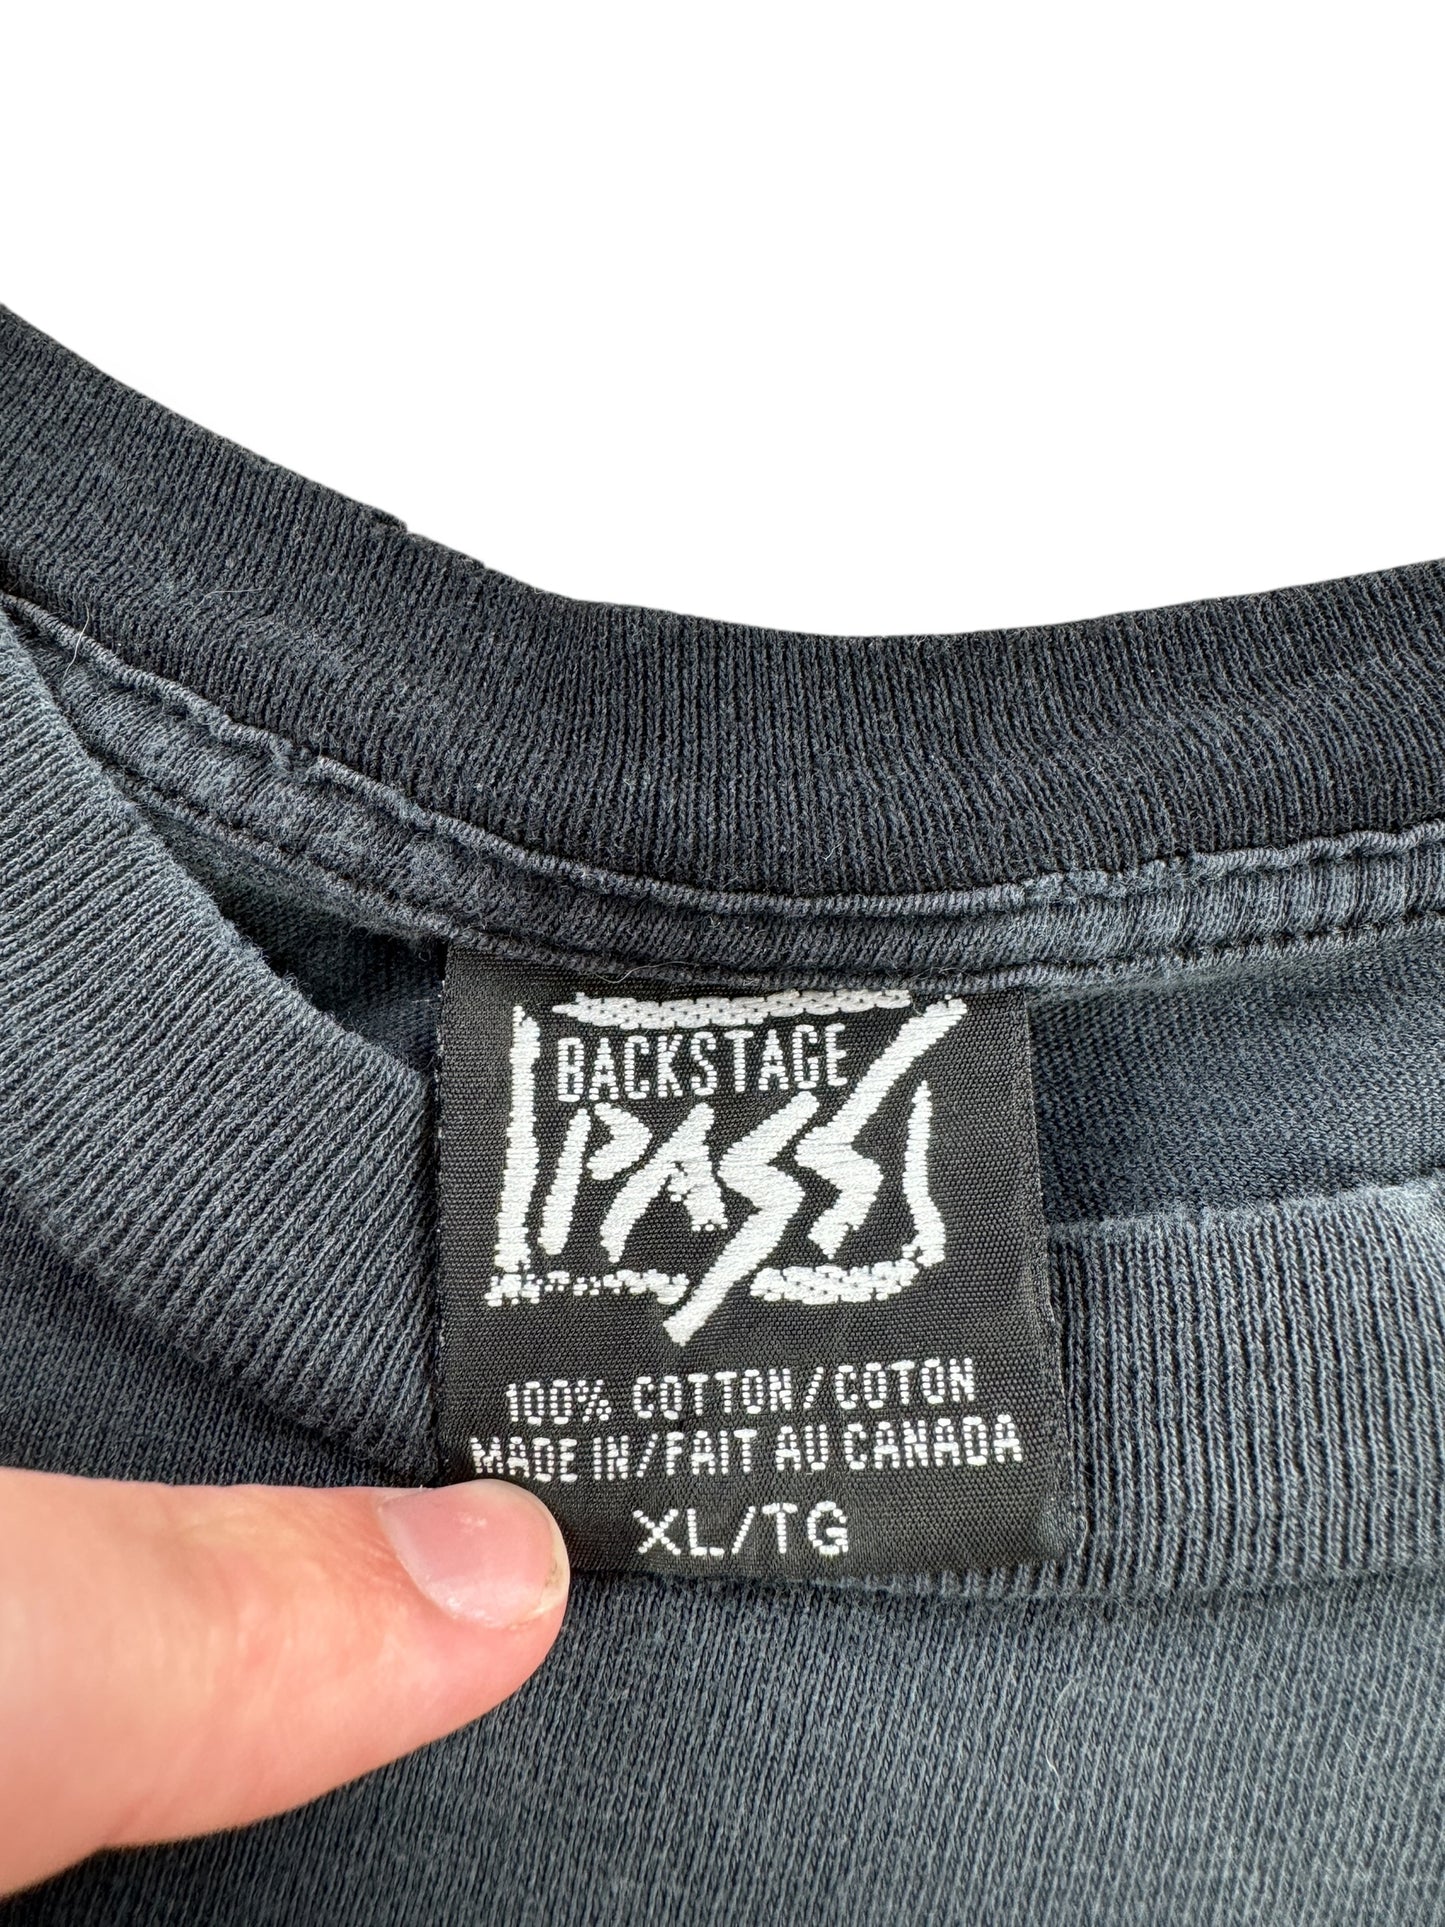 BACKSTAGE
PASS
100% COTTON/COTON
MADE IN/FAIT AU CANADA
XL/TG